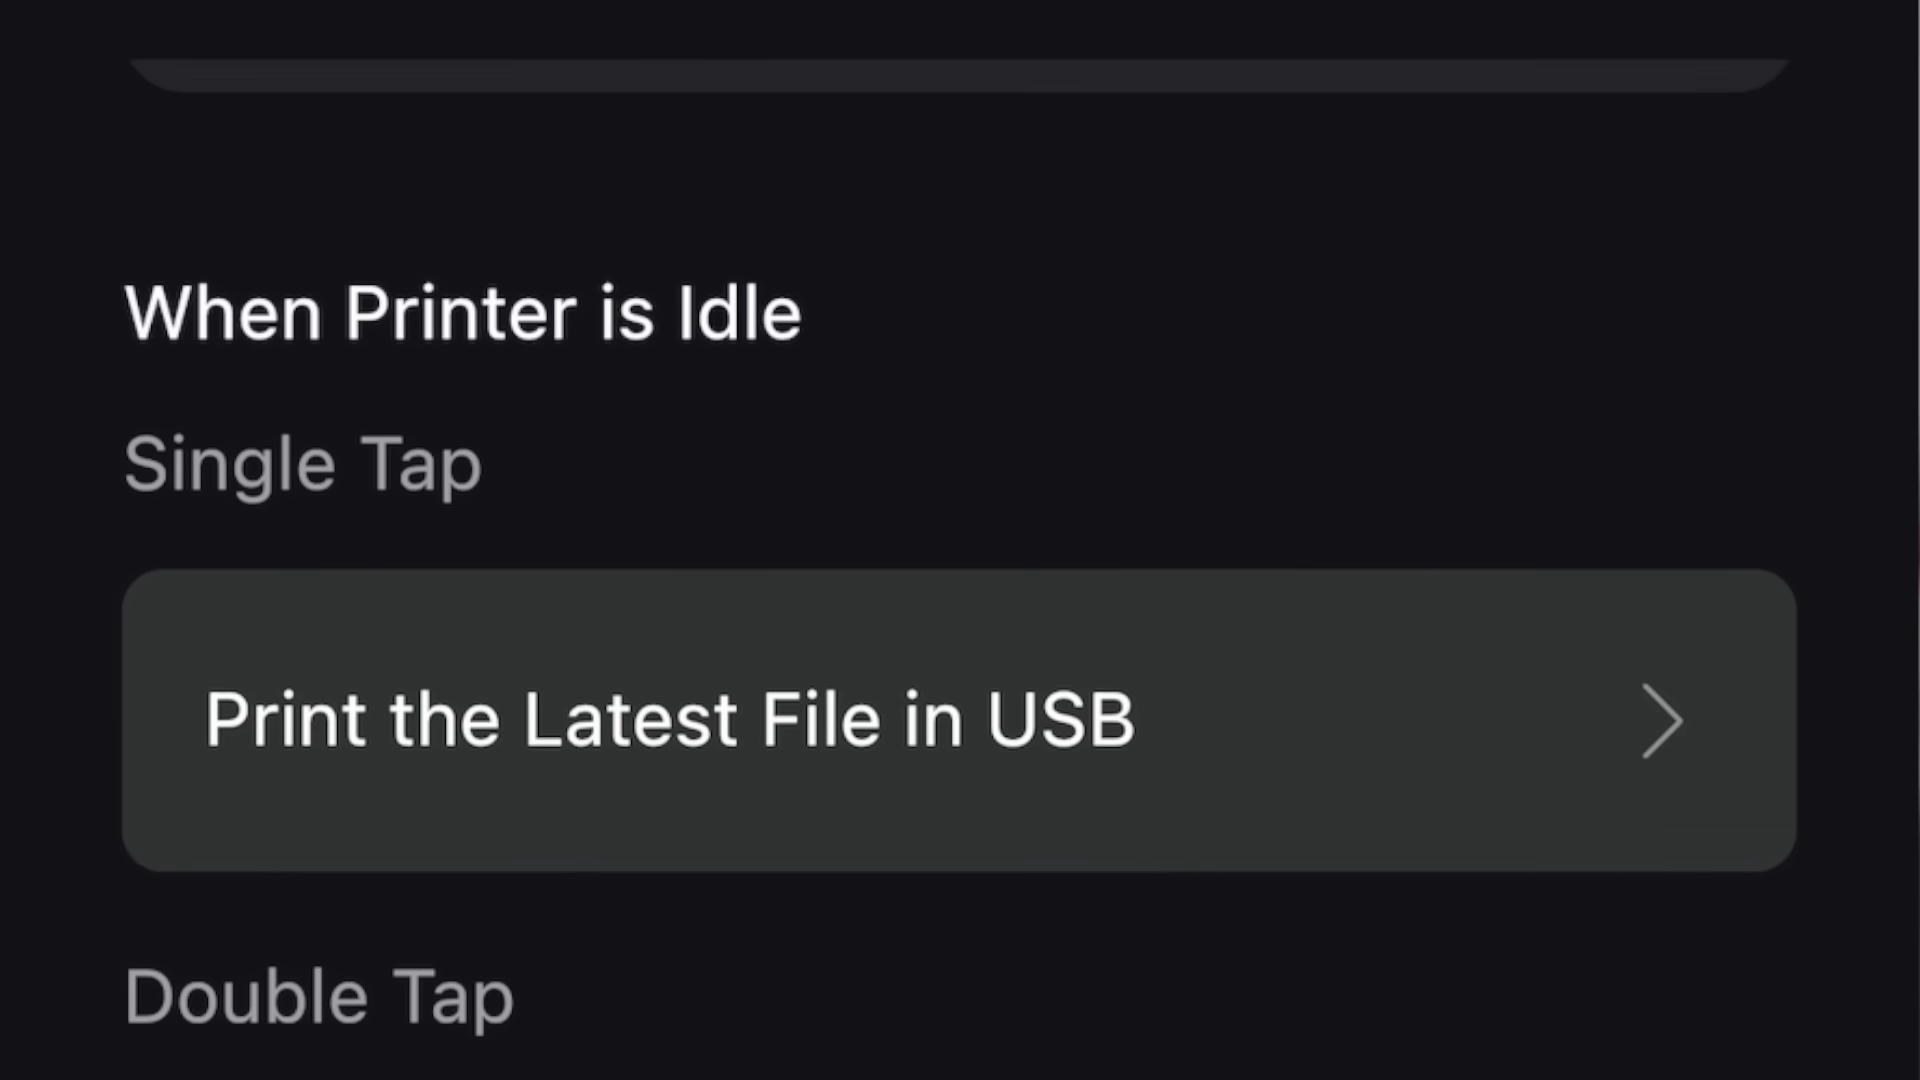 When Printer is Idle
Single Tap
Print the Latest File in USB
Double Tap